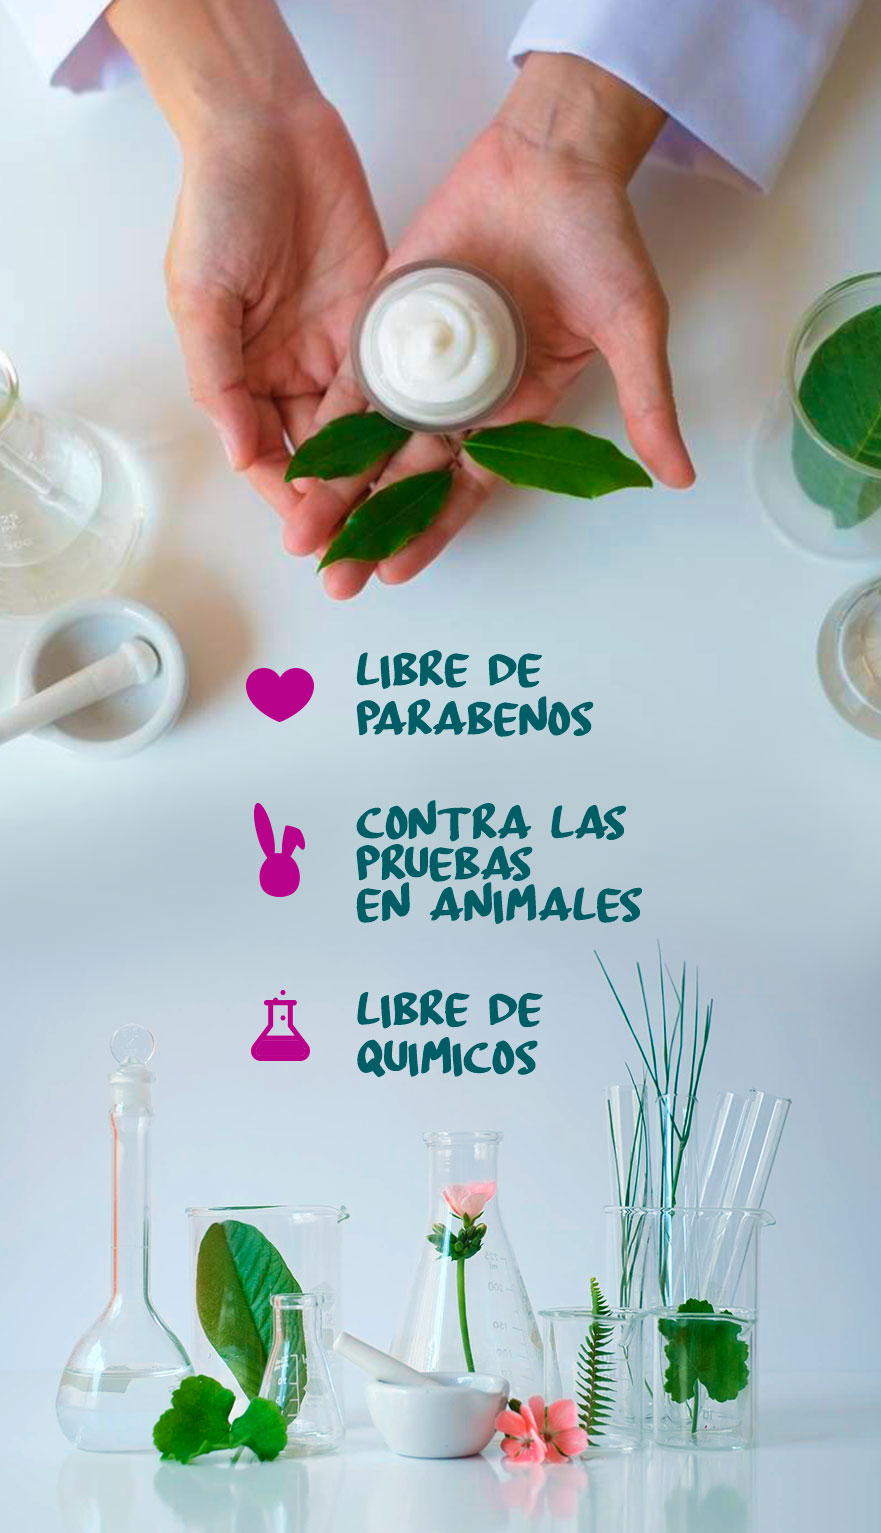 LIBRE DE
PARABENOS
CONTRA LAS
PRUEBAS
EN ANIMALES
LIBRE DE
QUIMICOS